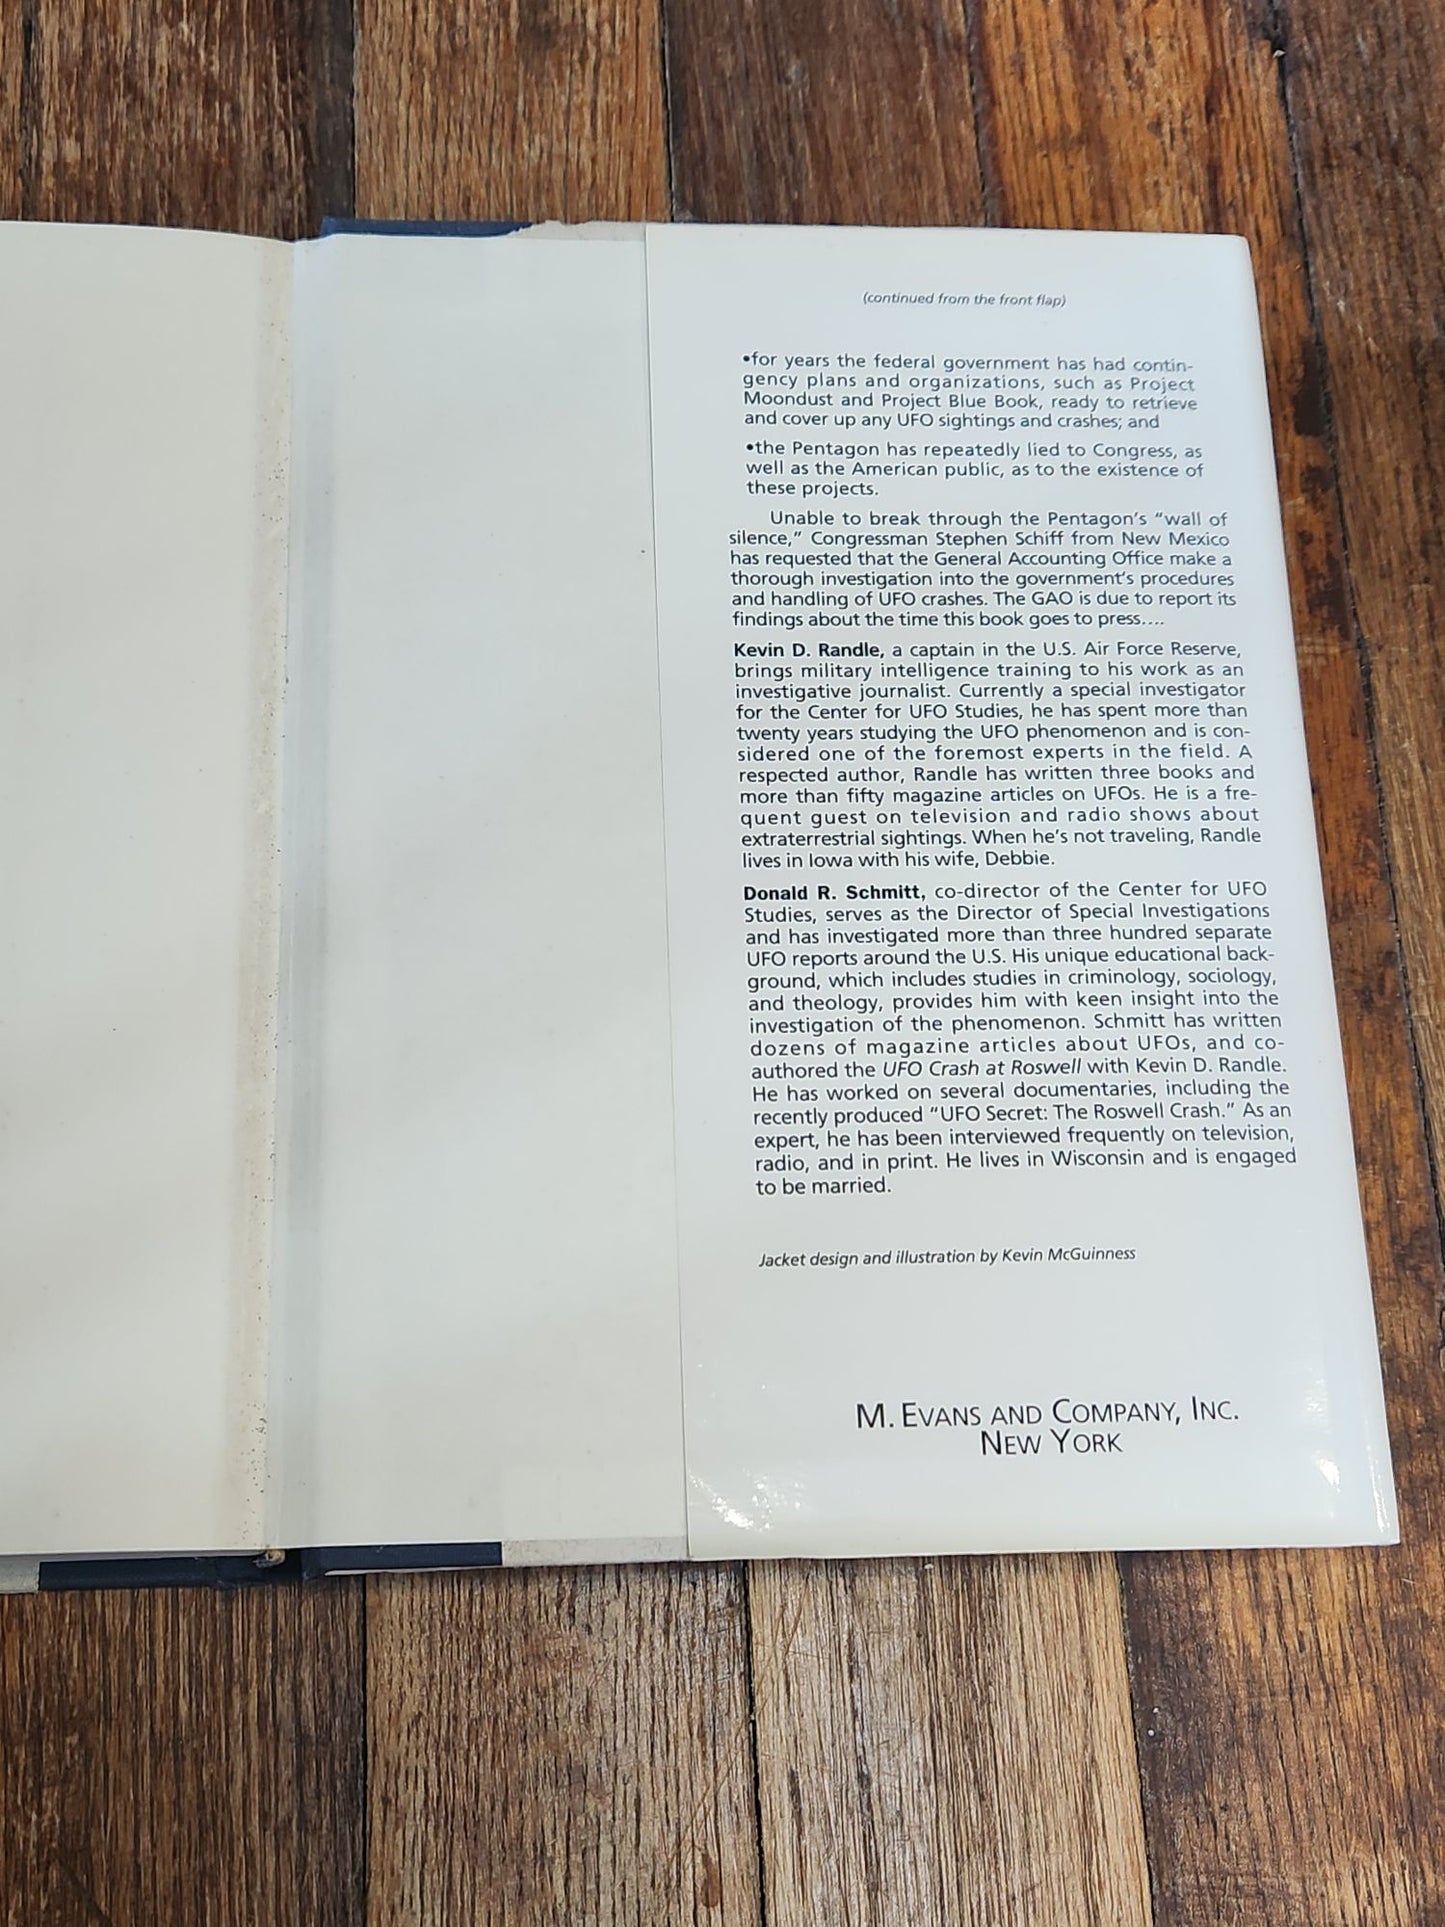 (continued from the front flap)
•for years the federal government has had contin-
gency plans and organizations, such as Project
Moondust and Project Blue Book, ready to retrieve
and cover up any UFO sightings and crashes; and
•the Pentagon has repeatedly lied to Congress, as
well as the American public, as to the existence of
these projects.
Unable to break through the Pentagon's "wall of
silence," Congressman Stephen Schiff from New Mexico
has requested that the General Accounting Office make a
thorough investigation into the government's procedures
and handling of UFO crashes. The GAO is due to report its
findings about the time this book goes to press....
Kevin D. Randle, a captain in the U.S. Air Force Reserve,
brings military intelligence training to his work as an
investigative journalist. Currently a special investigator
for the Center for UFO Studies, he has spent more than
twenty years studying the UFO phenomenon and is con-
sidered one of the foremost experts in the field. A
respected author, Randle has written three books and
more than fifty magazine articles on UFOs. He is a fre-
quent guest on television and radio shows about
extraterrestrial sightings. When he's not traveling, Randle
lives in Iowa with his wife, Debbie.
Donald R. Schmitt, co-director of the Center for UFO
Studies, serves as the Director of Special Investigations
and has investigated more than three hundred separate
UFO reports around the U.S. His unique educational back-
ground, which includes studies in criminology, sociology,
and theology, provides him with keen insight into the
investigation of the phenomenon. Schmitt has written
dozens of magazine articles about UFOs, and co-
authored the UFO Crash at Roswell with Kevin D. Randle.
He has worked on several documentaries, including the
recently produced "UFO Secret: The Roswell Crash." As an
expert, he has been interviewed frequently on television,
radio, and in print. He lives in Wisconsin and is engaged
to be married.
Jacket design and illustration by Kevin McGuinness
M. EVANS AND COMPANY, INC.
NEW YORK